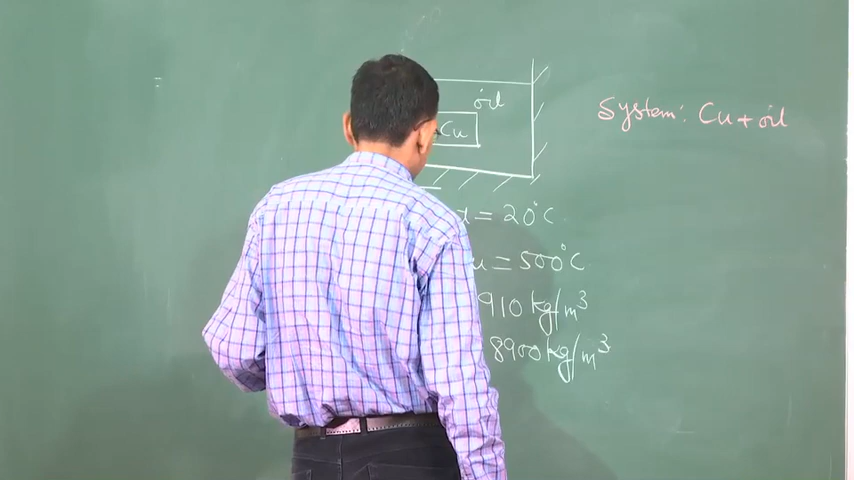 oil
Cu
System: Cu + oil
= 20°C
= 500°C
910 kg/m³
8900 kg/m³